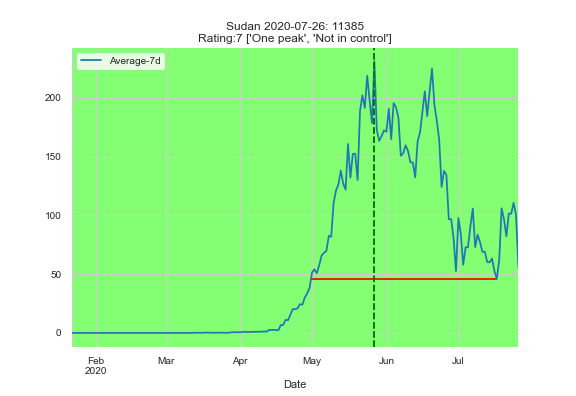 Sudan 2020-07-26: 11385
Rating:7 ['One peak', 'Not in control']
Average-7d
200
150
100
50
0
Feb Mar Apr May Jun Jul
2020
Date